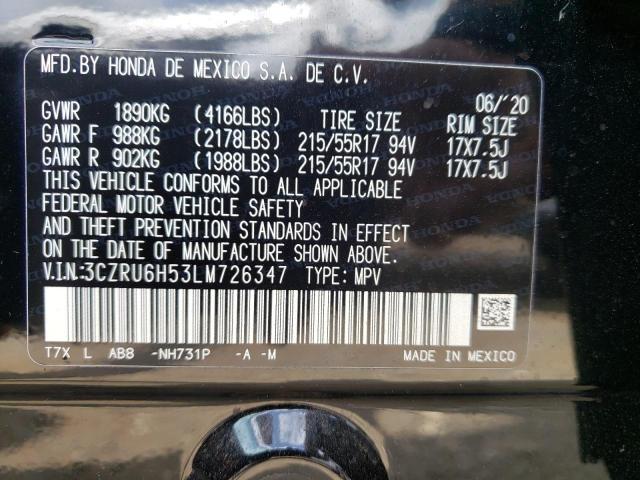 MFD.BY HONDA DE MEXICO S.A. DE C.V.
06/'20
GVWR 1890KG (4166LBS) TIRE SIZE RIM SIZE
GAWR F 988KG (2178LBS) 215/55R17 94V 17X7.5J
GAWR R 902KG (1988LBS) 215/55R17 94V 17X7.5J
THIS VEHICLE CONFORMS TO ALL APPLICABLE
FEDERAL MOTOR VEHICLE SAFETY
AND THEFT PREVENTION STANDARDS IN EFFECT
ON THE DATE OF MANUFACTURE SHOWN ABOVE.
V.I.N.:3CZRU6H53LM726347 TYPE: MPV
T7X L AB8 -NH731P -A -M MADE IN MEXICO